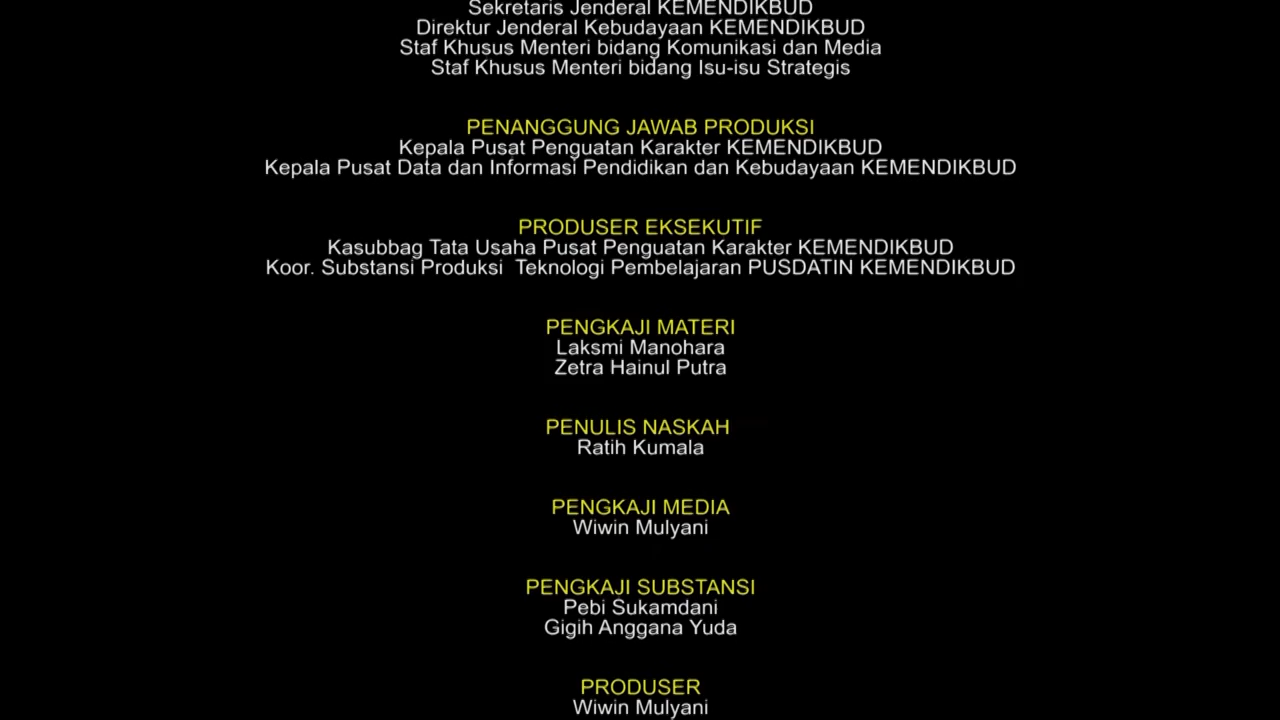 Sekretaris Jenderal KEMENDIKBUD
Direktur Jenderal Kebudayaan KEMENDIKBUD
Staf Khusus Menteri bidang Komunikasi dan Media
Staf Khusus Menteri bidang Isu-isu Strategis
PENANGGUNG JAWAB PRODUKSI
Kepala Pusat Penguatan Karakter KEMENDIKBUD
Kepala Pusat Data dan Informasi Pendidikan dan Kebudayaan KEMENDIKBUD
PRODUSER EKSEKUTIF
Kasubbag Tata Usaha Pusat Penguatan Karakter KEMENDIKBUD
Koor. Substansi Produksi  Teknologi Pembelajaran PUSDATIN KEMENDIKBUD
PENGKAJI MATERI
Laksmi Manohara
Zetra Hainul Putra
PENULIS NASKAH
Ratih Kumala
PENGKAJI MEDIA
Wiwin Mulyani
PENGKAJI SUBSTANSI
Pebi Sukamdani
Gigih Anggana Yuda
PRODUSER
Wiwin Mulyani